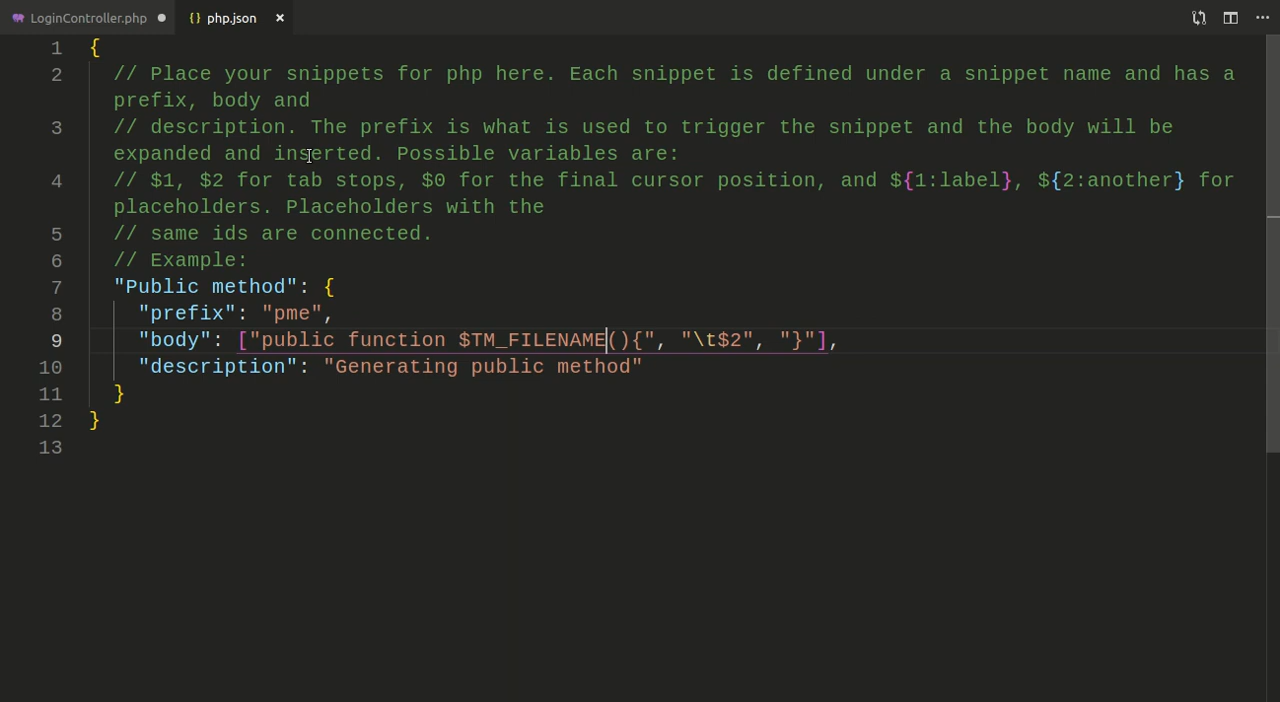 LoginController.php
php.json
1 {
2 // Place your snippets for php here. Each snippet is defined under a snippet name and has a
prefix, body and
3 // description. The prefix is what is used to trigger the snippet and the body will be
expanded and inserted. Possible variables are:
4 // $1, $2 for tab stops, $0 for the final cursor position, and ${1:label}, ${2:another} for
placeholders. Placeholders with the
5 // same ids are connected.
6 // Example:
7 "Public method": {
8 "prefix": "pme",
9 "body": ["public function $TM_FILENAME(){", "\t$2", "}"],
10 "description": "Generating public method"
11 }
12 }
13